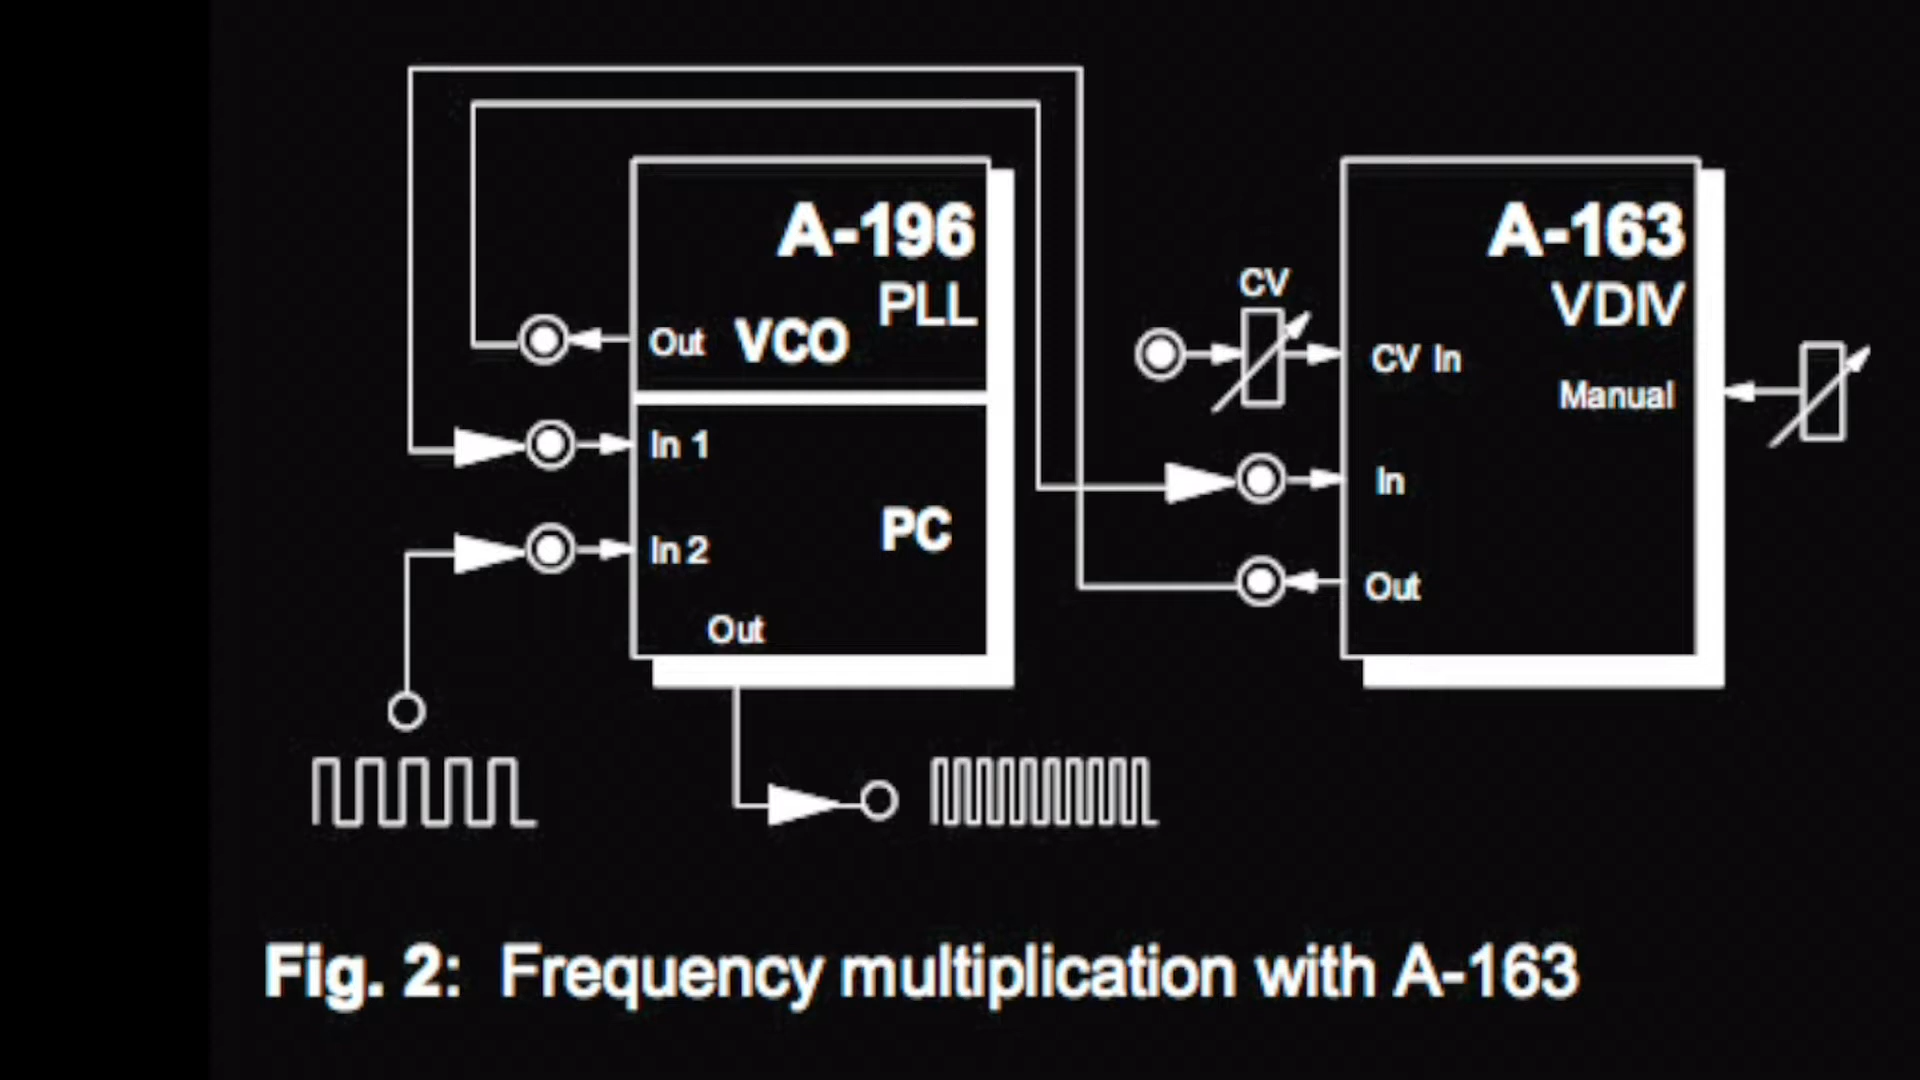 A-196
PLL
Out VCO
In 1
In 2
PC
Out
A-163
VDIV
CV
CV In
Manual
In
Out
Fig. 2: Frequency multiplication with A-163